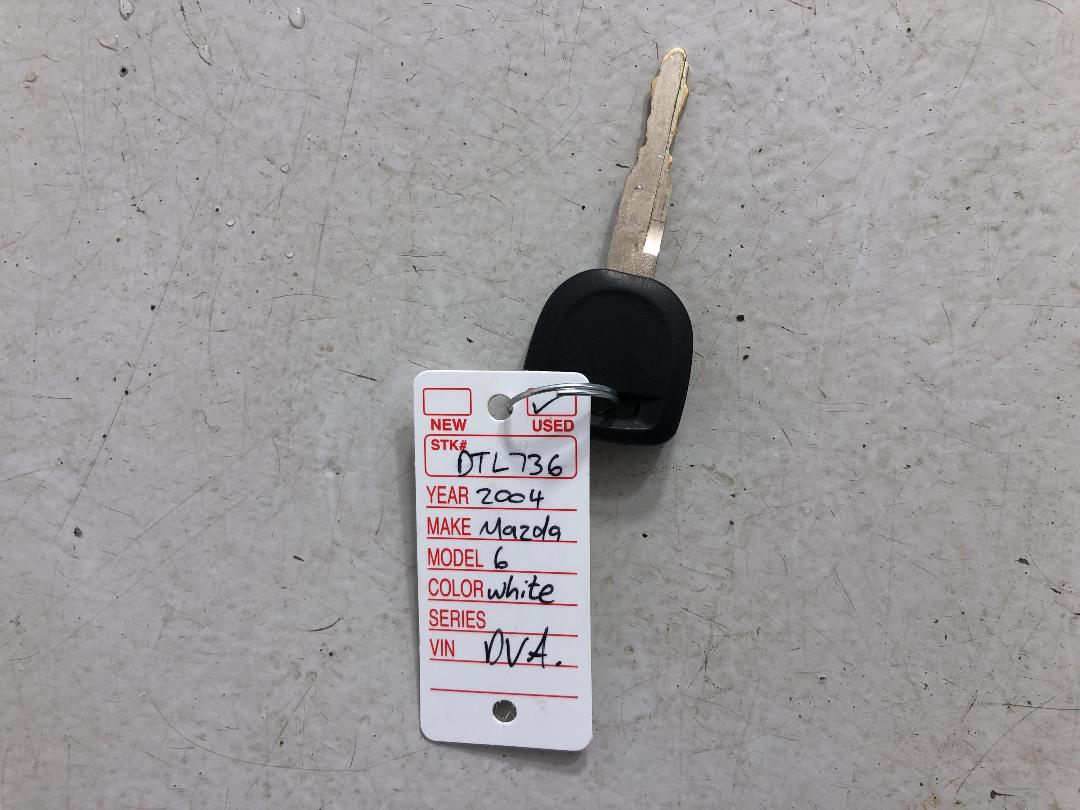 NEW USED
STK#
DTL736
YEAR 2004
MAKE Mazda
MODEL 6
COLOR white
SERIES
VIN DVA.